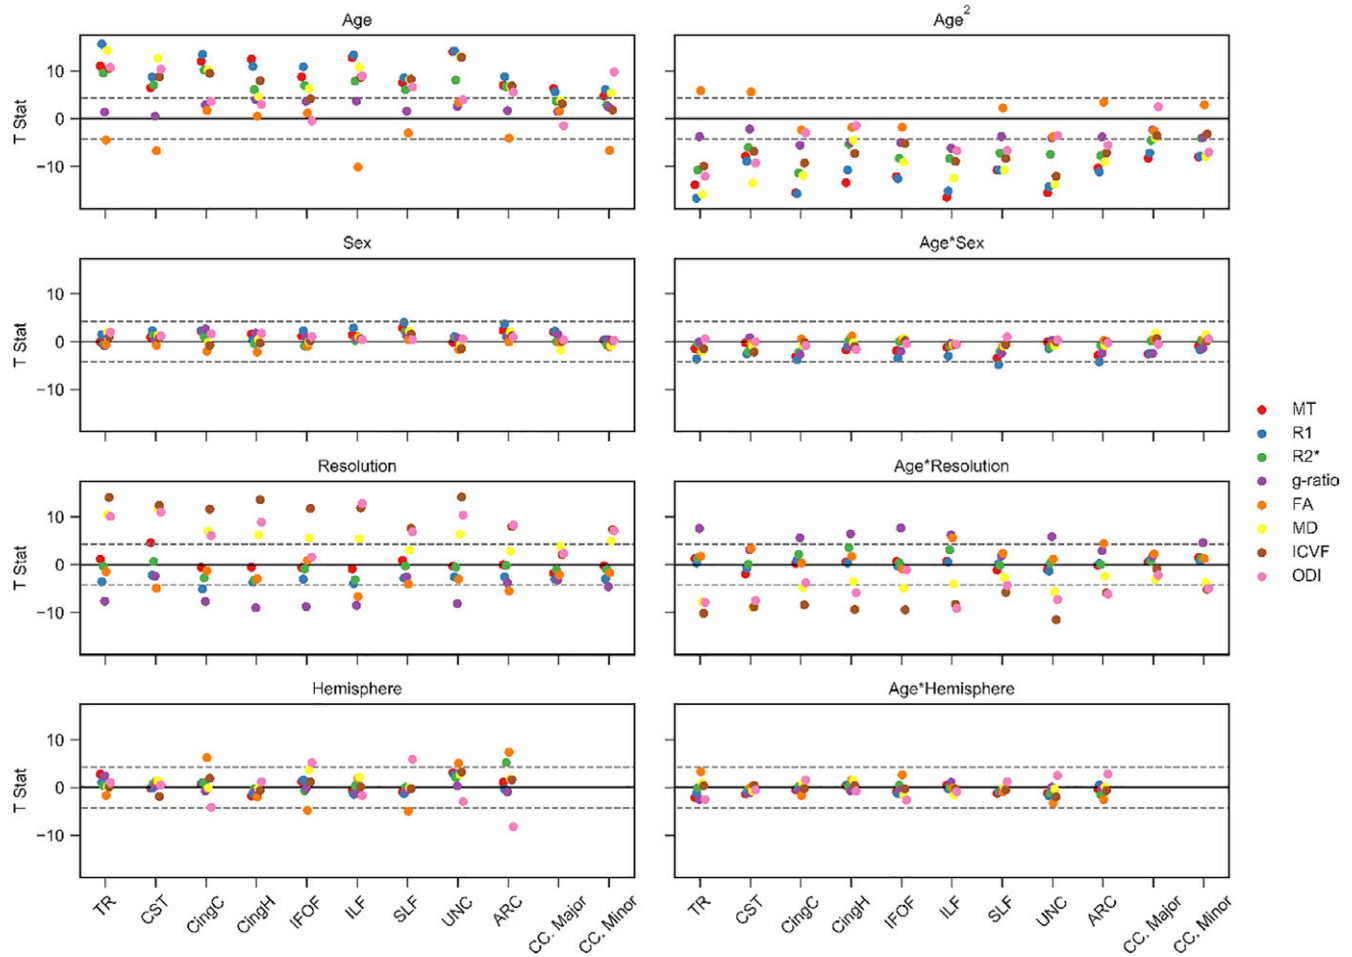 Age
Age2
T Stat
10
0
−10
Sex
Age*Sex
T Stat
10
0
−10
Resolution
Age*Resolution
T Stat
10
0
−10
Hemisphere
Age*Hemisphere
T Stat
10
0
−10
TR CST CingC CingH IFOF ILF SLF UNC ARC CC. Major CC. Minor
TR CST CingC CingH IFOF ILF SLF UNC ARC CC. Major CC. Minor
MT
R1
R2*
g-ratio
FA
MD
ICVF
ODI